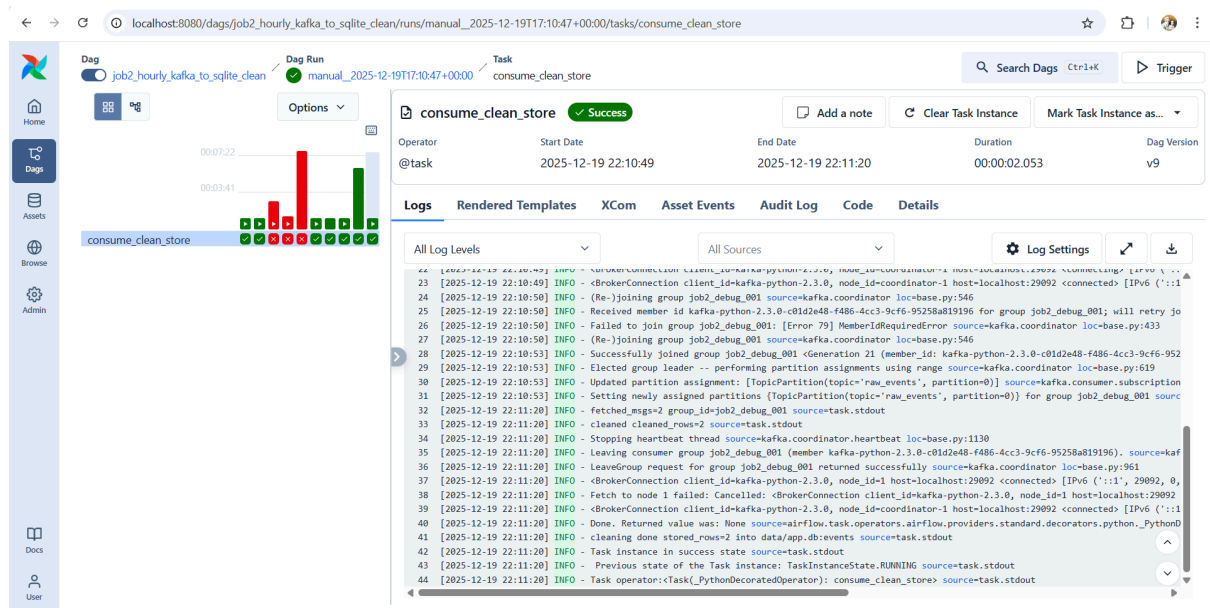 localhost:8080/dags/job2_hourly_kafka_to_sqlite_clean/runs/manual__2025-12-19T17:10:47+00:00/tasks/consume_clean_store
Dag
job2_hourly_kafka_to_sqlite_clean
Dag Run
manual__2025-12-19T17:10:47+00:00
Task
consume_clean_store
Search Dags Ctrl+K
Trigger
Home
Dags
Assets
Browse
Admin
Docs
User
Options
00:07:22
00:03:41
consume_clean_store
consume_clean_store Success
Add a note
Clear Task Instance
Mark Task Instance as...
Operator Start Date End Date Duration Dag Version
@task 2025-12-19 22:10:49 2025-12-19 22:11:20 00:00:02.053 v9
Logs Rendered Templates XCom Asset Events Audit Log Code Details
All Log Levels All Sources Log Settings
22 [2025-12-19 22:10:49] INFO - <BrokerConnection client_id=kafka-python-2.3.0, node_id=coordinator-1 host=localhost:29092 <connecting> [IPv6 ('::
23 [2025-12-19 22:10:49] INFO - <BrokerConnection client_id=kafka-python-2.3.0, node_id=coordinator-1 host=localhost:29092 <connected> [IPv6 ('::1
24 [2025-12-19 22:10:50] INFO - (Re-)joining group job2_debug_001 source=kafka.coordinator loc=base.py:546
25 [2025-12-19 22:10:50] INFO - Received member id kafka-python-2.3.0-c01d2e48-f486-4cc3-9cf6-95258a819196 for group job2_debug_001; will retry jo
26 [2025-12-19 22:10:50] INFO - Failed to join group job2_debug_001: [Error 79] MemberIdRequiredError source=kafka.coordinator loc=base.py:433
27 [2025-12-19 22:10:50] INFO - (Re-)joining group job2_debug_001 source=kafka.coordinator loc=base.py:546
28 [2025-12-19 22:10:53] INFO - Successfully joined group job2_debug_001 <Generation 21 (member_id: kafka-python-2.3.0-c01d2e48-f486-4cc3-9cf6-952
29 [2025-12-19 22:10:53] INFO - Elected group leader -- performing partition assignments using range source=kafka.coordinator loc=base.py:619
30 [2025-12-19 22:10:53] INFO - Updated partition assignment: [TopicPartition(topic='raw_events', partition=0)] source=kafka.consumer.subscription
31 [2025-12-19 22:10:53] INFO - Setting newly assigned partitions {TopicPartition(topic='raw_events', partition=0)} for group job2_debug_001 sourc
32 [2025-12-19 22:11:20] INFO - fetched_msgs=2 group_id=job2_debug_001 source=task.stdout
33 [2025-12-19 22:11:20] INFO - cleaned cleaned_rows=2 source=task.stdout
34 [2025-12-19 22:11:20] INFO - Stopping heartbeat thread source=kafka.coordinator.heartbeat loc=base.py:1130
35 [2025-12-19 22:11:20] INFO - Leaving consumer group job2_debug_001 (member kafka-python-2.3.0-c01d2e48-f486-4cc3-9cf6-95258a819196). source=kaf
36 [2025-12-19 22:11:20] INFO - LeaveGroup request for group job2_debug_001 returned successfully source=kafka.coordinator loc=base.py:961
37 [2025-12-19 22:11:20] INFO - <BrokerConnection client_id=kafka-python-2.3.0, node_id=1 host=localhost:29092 <connected> [IPv6 ('::1', 29092, 0,
38 [2025-12-19 22:11:20] INFO - Fetch to node 1 failed: Cancelled: <BrokerConnection client_id=kafka-python-2.3.0, node_id=1 host=localhost:29092
39 [2025-12-19 22:11:20] INFO - <BrokerConnection client_id=kafka-python-2.3.0, node_id=coordinator-1 host=localhost:29092 <connected> [IPv6 ('::1
40 [2025-12-19 22:11:20] INFO - Done. Returned value was: None source=airflow.task.operators.airflow.providers.standard.decorators.python._PythonD
41 [2025-12-19 22:11:20] INFO - cleaning done stored_rows=2 into data/app.db:events source=task.stdout
42 [2025-12-19 22:11:20] INFO - Task instance in success state source=task.stdout
43 [2025-12-19 22:11:20] INFO -  Previous state of the Task instance: TaskInstanceState.RUNNING source=task.stdout
44 [2025-12-19 22:11:20] INFO - Task operator:<Task(_PythonDecoratedOperator): consume_clean_store> source=task.stdout